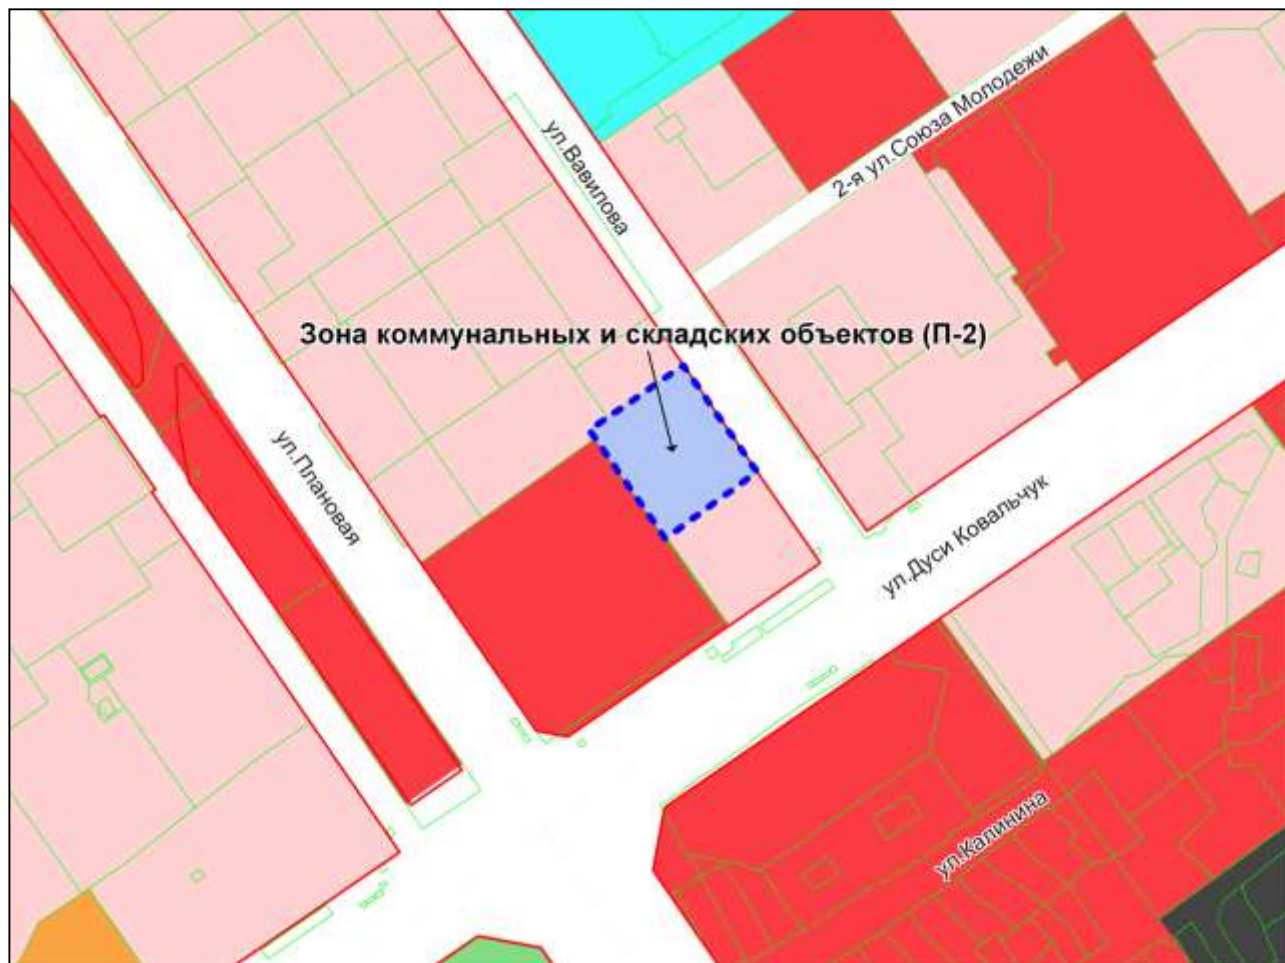 ул.Вавилова
2-я ул.Союза Молодежи
Зона коммунальных и складских объектов (П-2)
ул.Плановая
ул.Дуси Ковальчук
ул.Калинина